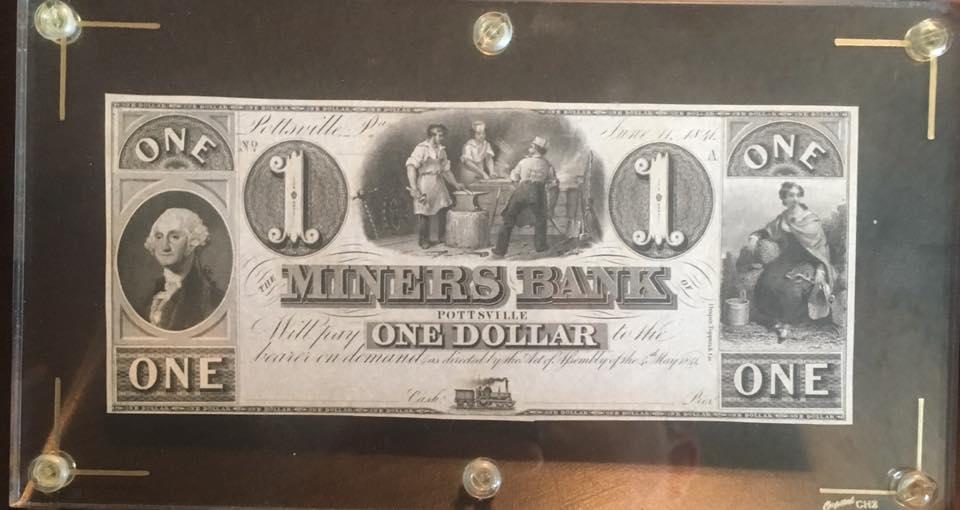 ONE
Pottsville, Pa
June 11, 1841.
ONE
No
A
1
1
THE MINERS BANK OF
POTTSVILLE
Will pay ONE DOLLAR to the
bearer on demand, as directed by the Act of Assembly of the 4th May 1841.
ONE
Cash.
Pres.
ONE
Capital CH2